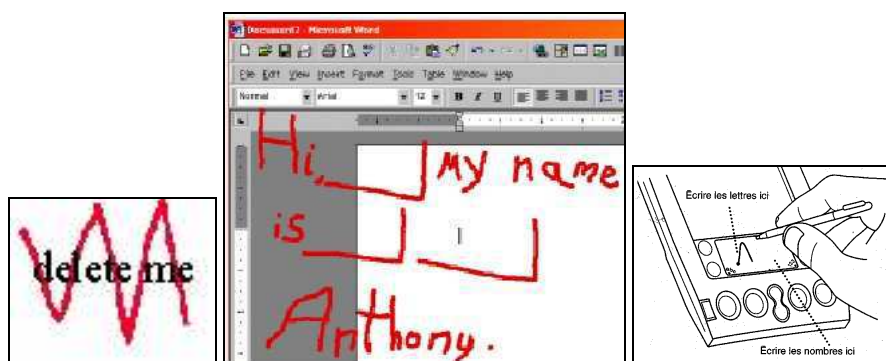 delete me
Document2 - Microsoft Word
File Edit View Insert Format Tools Table Window Help
Normal Arial 12 B I U
Hi, My name
is
Anthony.
Écrire les lettres ici
Écrire les nombres ici